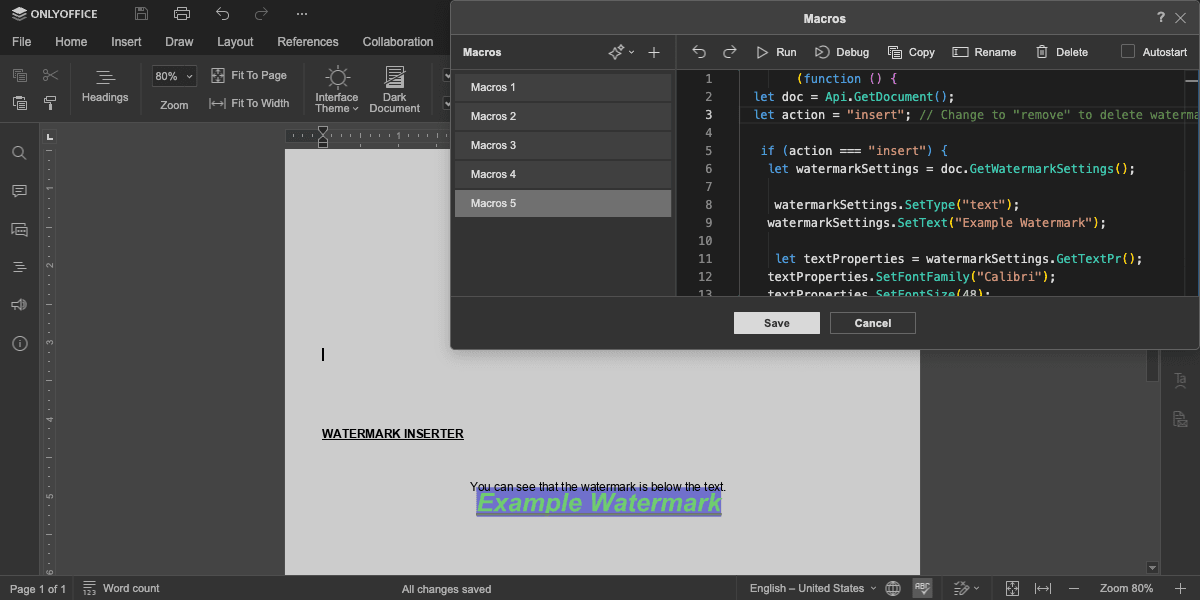 ONLYOFFICE
File Home Insert Draw Layout References Collaboration
Headings
80%
Zoom
Fit To Page
Fit To Width
Interface Theme
Dark Document
Macros
?
Macros
Run Debug Copy Rename Delete Autostart
Macros 1
Macros 2
Macros 3
Macros 4
Macros 5
1 (function () {
2 let doc = Api.GetDocument();
3 let action = "insert"; // Change to "remove" to delete waterma
4
5 if (action === "insert") {
6 let watermarkSettings = doc.GetWatermarkSettings();
7
8 watermarkSettings.SetType("text");
9 watermarkSettings.SetText("Example Watermark");
10
11 let textProperties = watermarkSettings.GetTextPr();
12 textProperties.SetFontFamily("Calibri");
13 textProperties.SetFontSize(48);
Save Cancel
WATERMARK INSERTER
You can see that the watermark is below the text.
Example Watermark
Page 1 of 1 Word count All changes saved English – United States Zoom 80%